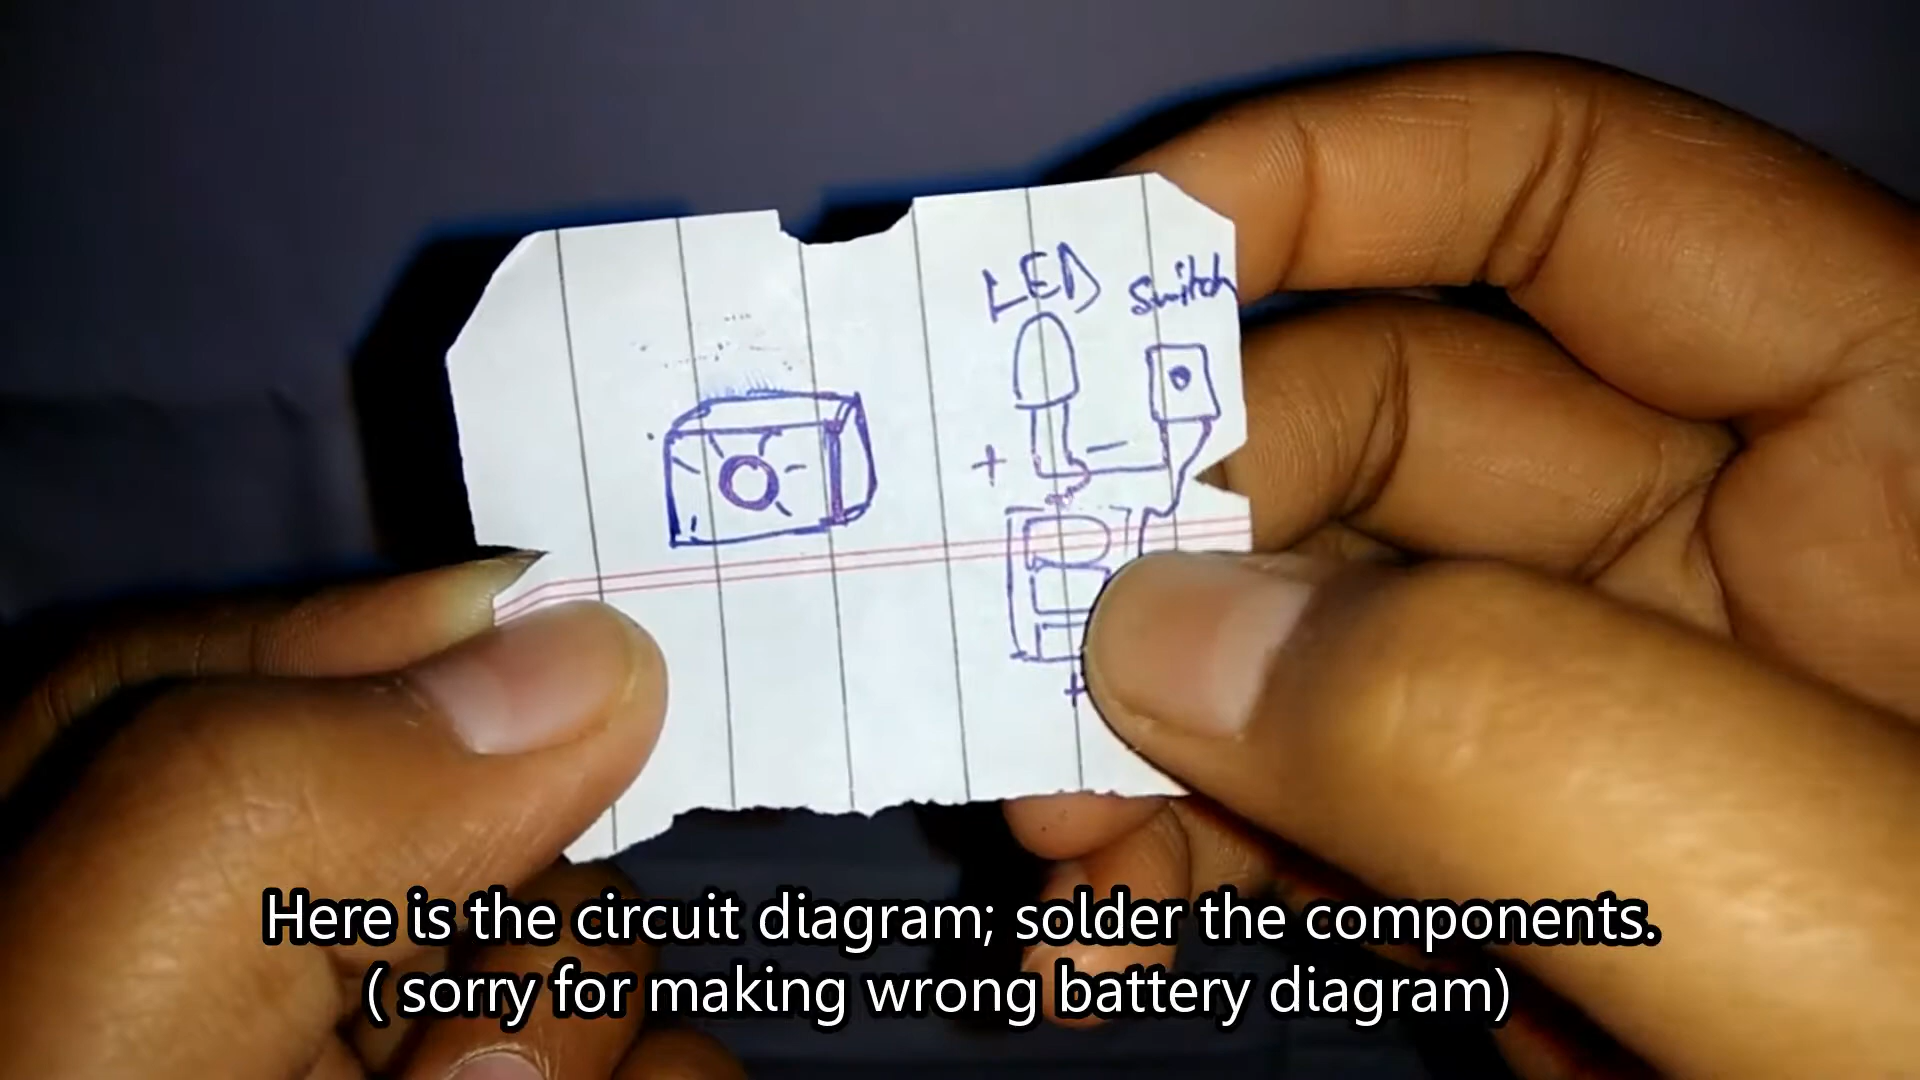 LED
Switch
+ -
+
Here is the circuit diagram; solder the components.
( sorry for making wrong battery diagram)